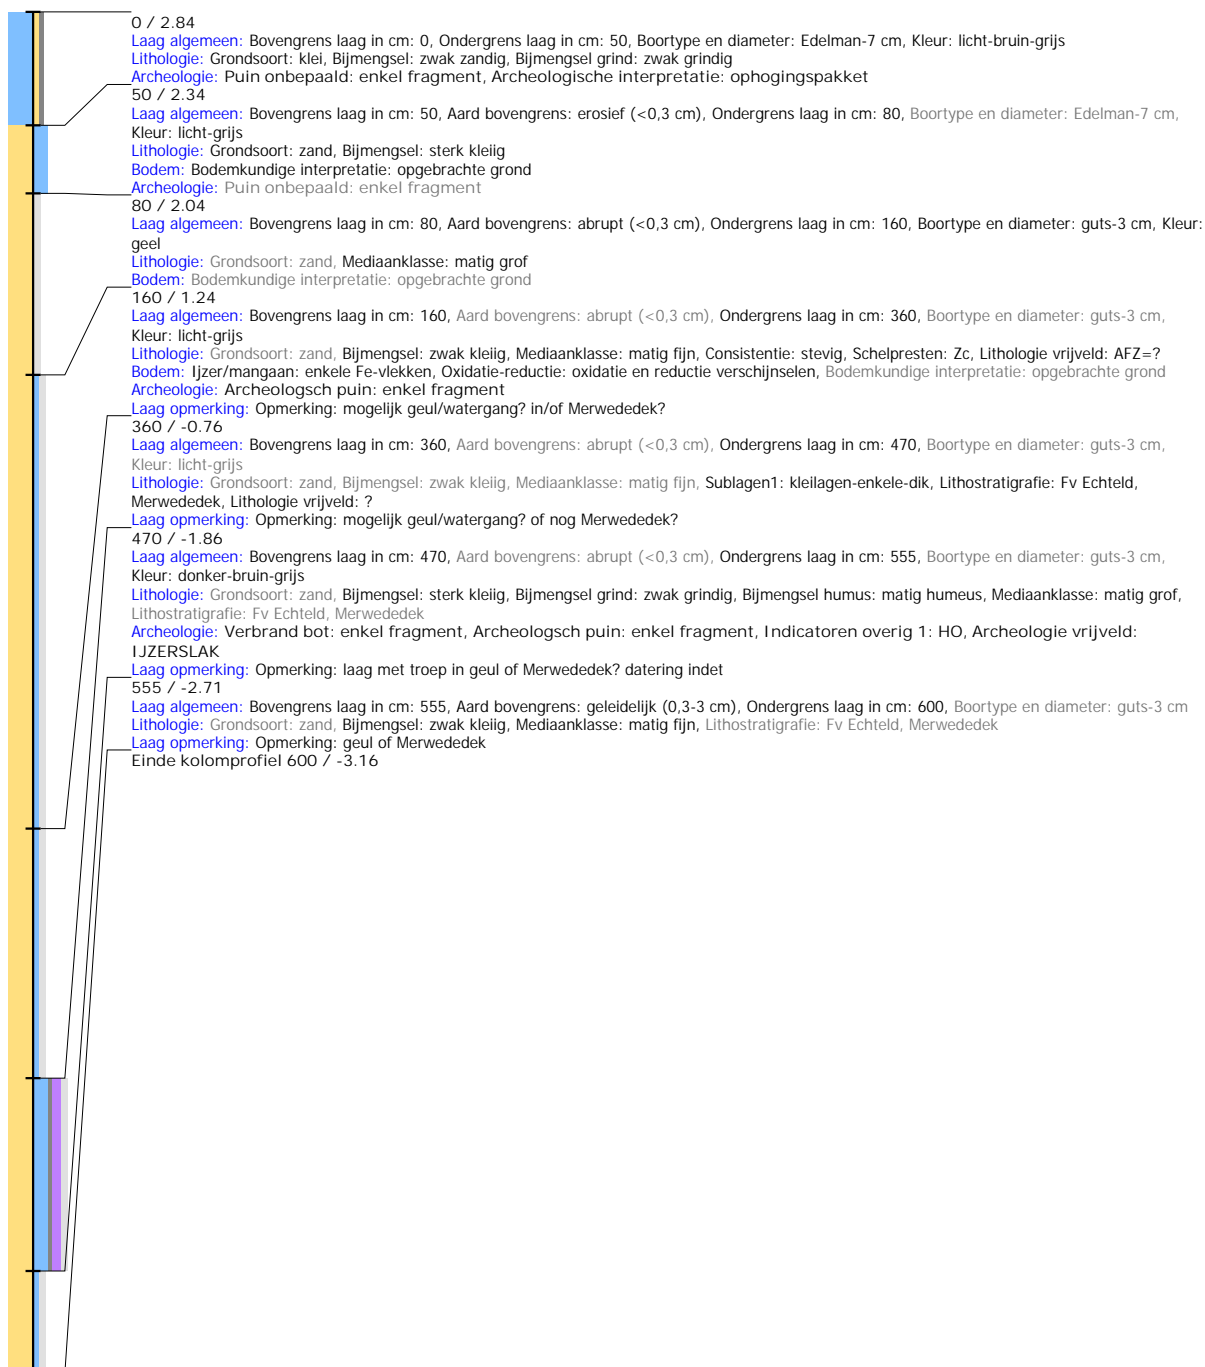 0 / 2.84
Laag algemeen: Bovengrens laag in cm: 0, Ondergrens laag in cm: 50, Boortype en diameter: Edelman-7 cm, Kleur: licht-bruin-grijs
Lithologie: Grondsoort: klei, Bijmengsel: zwak zandig, Bijmengsel grind: zwak grindig
Archeologie: Puin onbepaald: enkel fragment, Archeologische interpretatie: ophogingspakket
50 / 2.34
Laag algemeen: Bovengrens laag in cm: 50, Aard bovengrens: erosief (<0,3 cm), Ondergrens laag in cm: 80, Boortype en diameter: Edelman-7 cm,
Kleur: licht-grijs
Lithologie: Grondsoort: zand, Bijmengsel: sterk kleiig
Bodem: Bodemkundige interpretatie: opgebrachte grond
Archeologie: Puin onbepaald: enkel fragment
80 / 2.04
Laag algemeen: Bovengrens laag in cm: 80, Aard bovengrens: abrupt (<0,3 cm), Ondergrens laag in cm: 160, Boortype en diameter: guts-3 cm, Kleur:
geel
Lithologie: Grondsoort: zand, Mediaanklasse: matig grof
Bodem: Bodemkundige interpretatie: opgebrachte grond
160 / 1.24
Laag algemeen: Bovengrens laag in cm: 160, Aard bovengrens: abrupt (<0,3 cm), Ondergrens laag in cm: 360, Boortype en diameter: guts-3 cm,
Kleur: licht-grijs
Lithologie: Grondsoort: zand, Bijmengsel: zwak kleiig, Mediaanklasse: matig fijn, Consistentie: stevig, Schelpresten: Zc, Lithologie vrijveld: AFZ=?
Bodem: Ijzer/mangaan: enkele Fe-vlekken, Oxidatie-reductie: oxidatie en reductie verschijnselen, Bodemkundige interpretatie: opgebrachte grond
Archeologie: Archeologsch puin: enkel fragment
Laag opmerking: Opmerking: mogelijk geul/watergang? in/of Merwededek?
360 / -0.76
Laag algemeen: Bovengrens laag in cm: 360, Aard bovengrens: abrupt (<0,3 cm), Ondergrens laag in cm: 470, Boortype en diameter: guts-3 cm,
Kleur: licht-grijs
Lithologie: Grondsoort: zand, Bijmengsel: zwak kleiig, Mediaanklasse: matig fijn, Sublagen1: kleilagen-enkele-dik, Lithostratigrafie: Fv Echteld,
Merwededek, Lithologie vrijveld: ?
Laag opmerking: Opmerking: mogelijk geul/watergang? of nog Merwededek?
470 / -1.86
Laag algemeen: Bovengrens laag in cm: 470, Aard bovengrens: abrupt (<0,3 cm), Ondergrens laag in cm: 555, Boortype en diameter: guts-3 cm,
Kleur: donker-bruin-grijs
Lithologie: Grondsoort: zand, Bijmengsel: sterk kleiig, Bijmengsel grind: zwak grindig, Bijmengsel humus: matig humeus, Mediaanklasse: matig grof,
Lithostratigrafie: Fv Echteld, Merwededek
Archeologie: Verbrand bot: enkel fragment, Archeologsch puin: enkel fragment, Indicatoren overig 1: HO, Archeologie vrijveld:
IJZERSLAK
Laag opmerking: Opmerking: laag met troep in geul of Merwededek? datering indet
555 / -2.71
Laag algemeen: Bovengrens laag in cm: 555, Aard bovengrens: geleidelijk (0,3-3 cm), Ondergrens laag in cm: 600, Boortype en diameter: guts-3 cm
Lithologie: Grondsoort: zand, Bijmengsel: zwak kleiig, Mediaanklasse: matig fijn, Lithostratigrafie: Fv Echteld, Merwededek
Laag opmerking: Opmerking: geul of Merwededek
Einde kolomprofiel 600 / -3.16